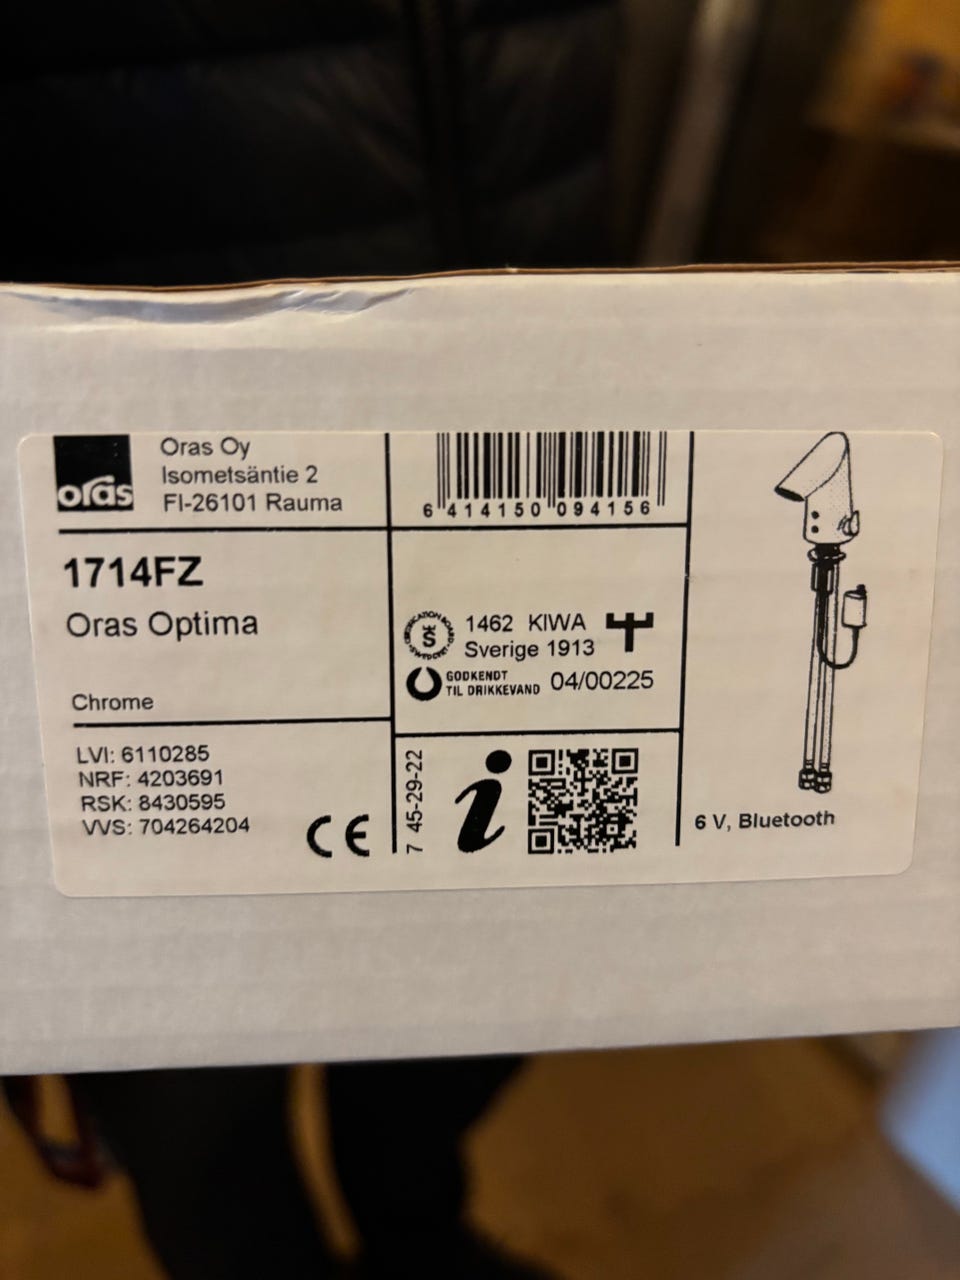 oras
Oras Oy
Isometsäntie 2
FI-26101 Rauma
6 414150 094156
1714FZ
Oras Optima
Chrome
1462 KIWA
Sverige 1913
GODKENDT
TIL DRIKKEVAND 04/00225
LVI: 6110285
NRF: 4203691
RSK: 8430595
VVS: 704264204
CE
7 45-29-22
i
6 V, Bluetooth